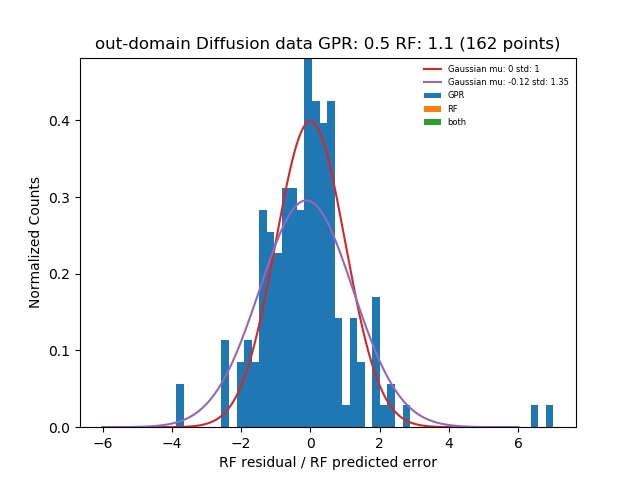 out-domain Diffusion data GPR: 0.5 RF: 1.1 (162 points)
Gaussian mu: 0 std: 1
Gaussian mu: -0.12 std: 1.35
GPR
RF
both
0.4
0.3
0.2
0.1
0.0
Normalized Counts
−6 −4 −2 0 2 4 6
RF residual / RF predicted error